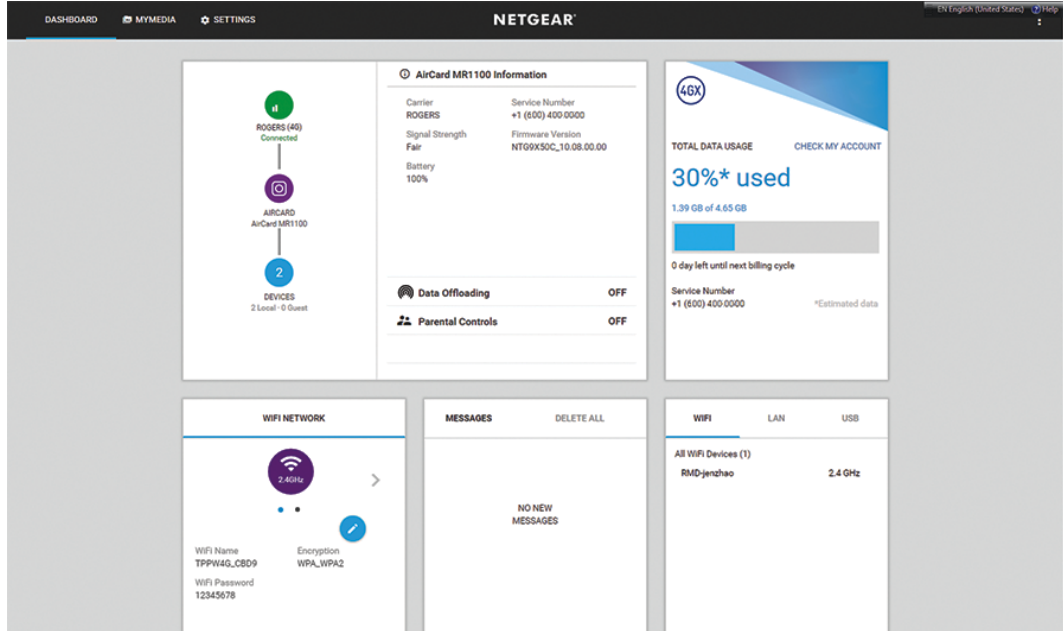 DASHBOARD MYMEDIA SETTINGS NETGEAR EN English (United States) Help
ROGERS (4G)
Connected
AIRCARD
AirCard MR1100
2
DEVICES
2 Local - 0 Guest
AirCard MR1100 Information
Carrier Service Number
ROGERS +1 (600) 400-0000
Signal Strength Firmware Version
Fair NTG9X50C_10.08.00.00
Battery
100%
Data Offloading OFF
Parental Controls OFF
4GX
TOTAL DATA USAGE CHECK MY ACCOUNT
30%* used
1.39 GB of 4.65 GB
0 day left until next billing cycle
Service Number
+1 (600) 400-0000 *Estimated data
WIFI NETWORK
2.4GHz
WiFi Name Encryption
TPPW4G_CBD9 WPA_WPA2
WiFi Password
12345678
MESSAGES DELETE ALL
NO NEW
MESSAGES
WIFI LAN USB
All WiFi Devices (1)
RMD-jenzhao 2.4 GHz